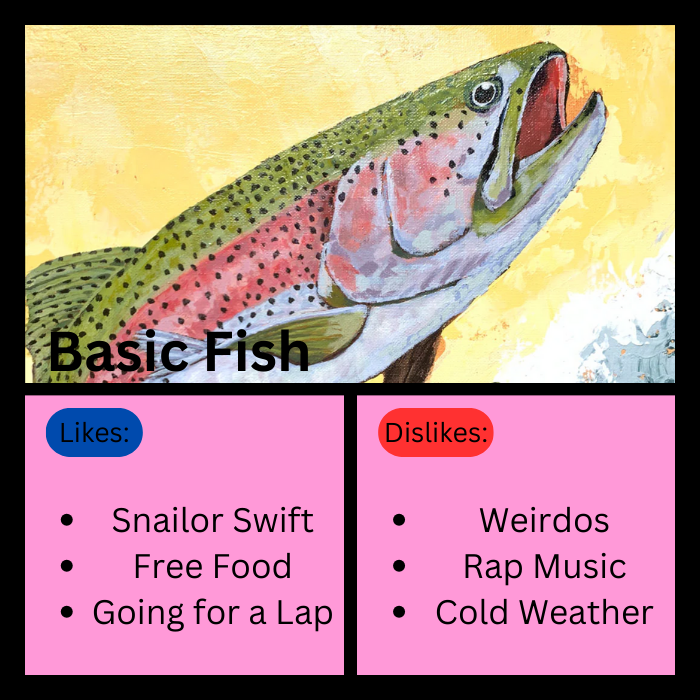 Basic Fish
Likes:
• Snailor Swift
• Free Food
• Going for a Lap
Dislikes:
• Weirdos
• Rap Music
• Cold Weather